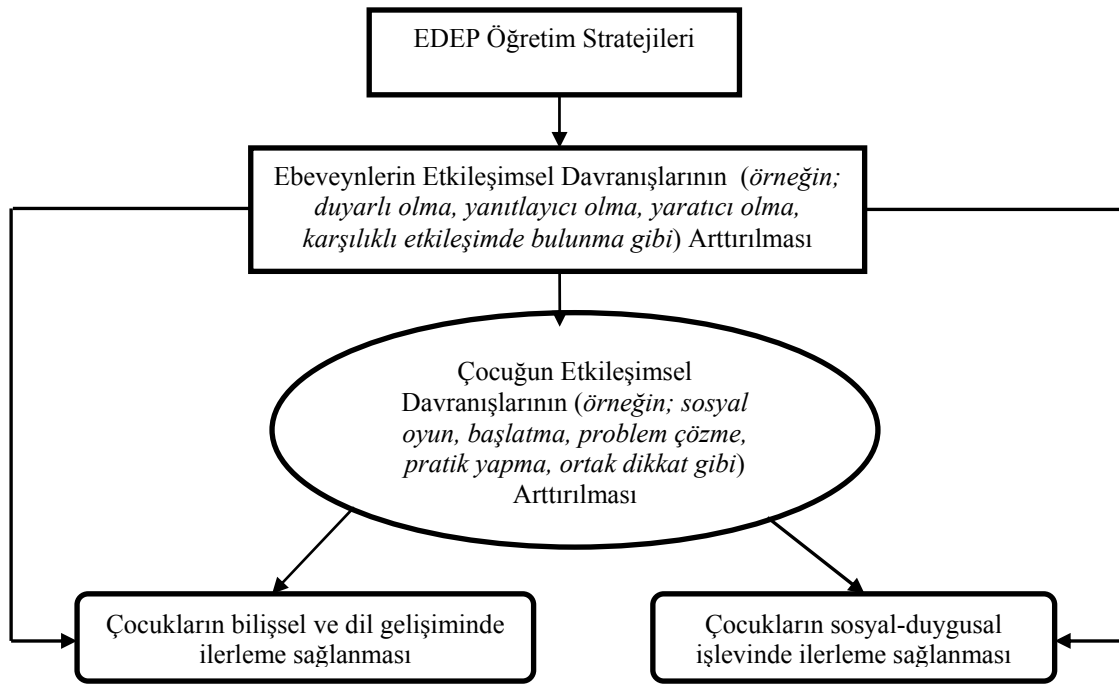 EDEP Öğretim Stratejileri
Ebeveynlerin Etkileşimsel Davranışlarının (örneğin;
duyarlı olma, yanıtlayıcı olma, yaratıcı olma,
karşılıklı etkileşimde bulunma gibi) Arttırılması
Çocuğun Etkileşimsel
Davranışlarının (örneğin; sosyal
oyun, başlatma, problem çözme,
pratik yapma, ortak dikkat gibi)
Arttırılması
Çocukların bilişsel ve dil gelişiminde
ilerleme sağlanması
Çocukların sosyal-duygusal
işlevinde ilerleme sağlanması